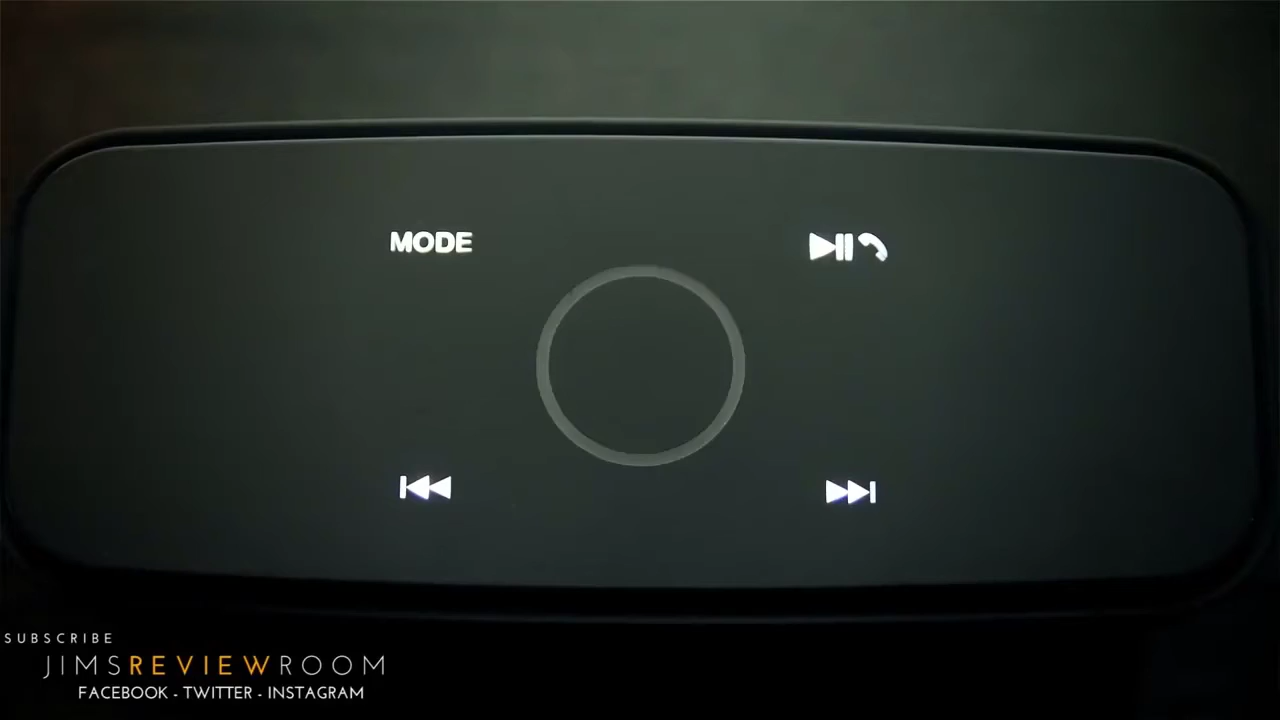 MODE
SUBSCRIBE
JIMSREVIEWROOM
FACEBOOK - TWITTER - INSTAGRAM